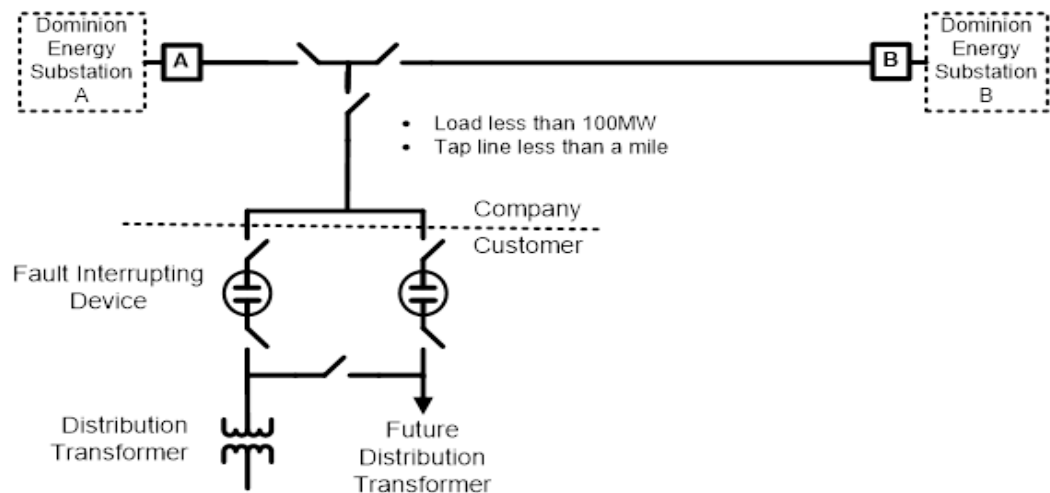 Dominion
Energy
Substation
A
A
B
Dominion
Energy
Substation
B
• Load less than 100MW
• Tap line less than a mile
Company
Customer
Fault Interrupting
Device
Distribution
Transformer
Future
Distribution
Transformer